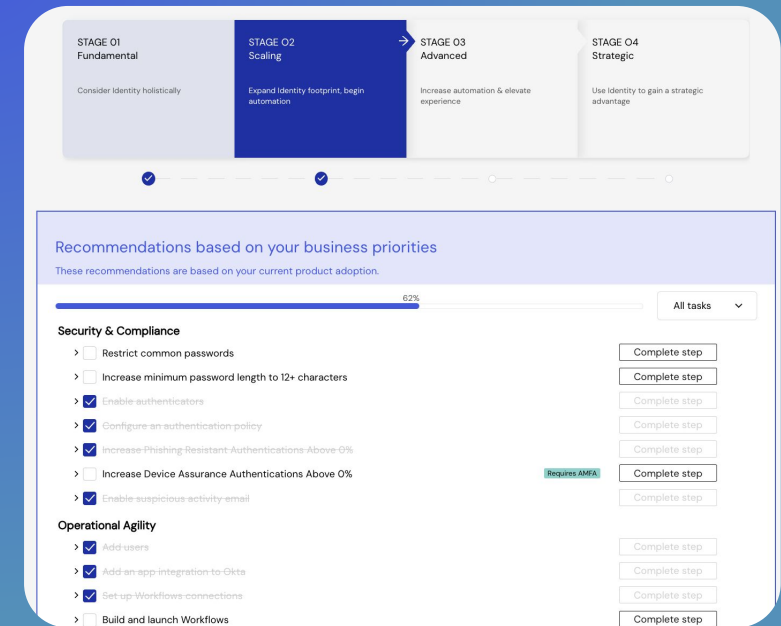 STAGE 01
Fundamental
Consider Identity holistically
STAGE 02
Scaling
Expand Identity footprint, begin
automation
STAGE 03
Advanced
Increase automation & elevate
experience
STAGE 04
Strategic
Use Identity to gain a strategic
advantage
Recommendations based on your business priorities
These recommendations are based on your current product adoption.
62%
All tasks
Security & Compliance
Restrict common passwords
Complete step
Increase minimum password length to 12+ characters
Complete step
Enable authenticators
Complete step
Configure an authentication policy
Complete step
Increase Phishing Resistant Authentications Above 0%
Complete step
Increase Device Assurance Authentications Above 0%
Requires AMFA
Complete step
Enable suspicious activity email
Complete step
Operational Agility
Add users
Complete step
Add an app integration to Okta
Complete step
Set up Workflows connections
Complete step
Build and launch Workflows
Complete step